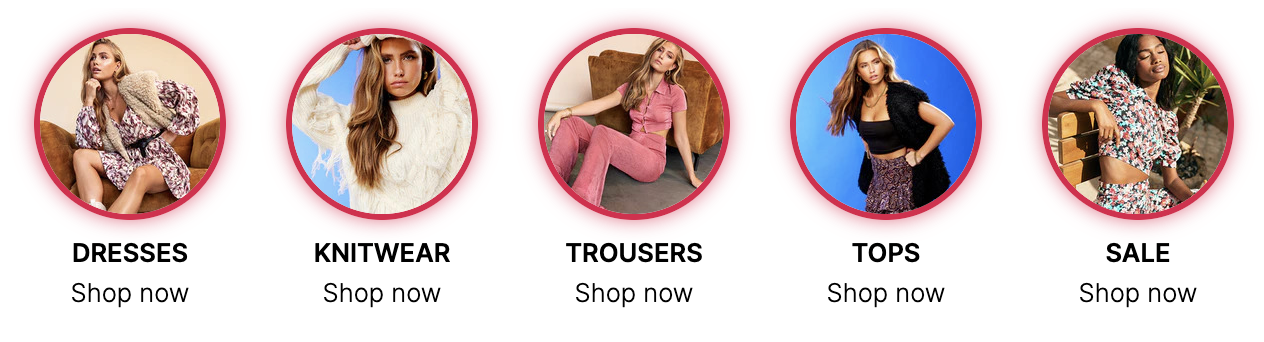 DRESSES
Shop now
KNITWEAR
Shop now
TROUSERS
Shop now
TOPS
Shop now
SALE
Shop now